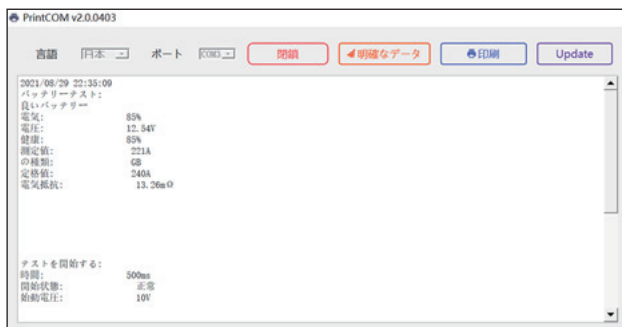 PrintCOM v2.0.0403
言語 日本 ポート COM3 閉鎖 明確なデータ 印刷 Update
2021/08/29 22:35:09
バッテリーテスト:
良いバッテリー
電気: 85%
電圧: 12.54V
健康: 85%
測定値: 221A
の種類: GB
定格値: 240A
電気抵抗: 13.26mΩ
テストを開始する:
時間: 500ms
開始状態: 正常
始動電圧: 10V